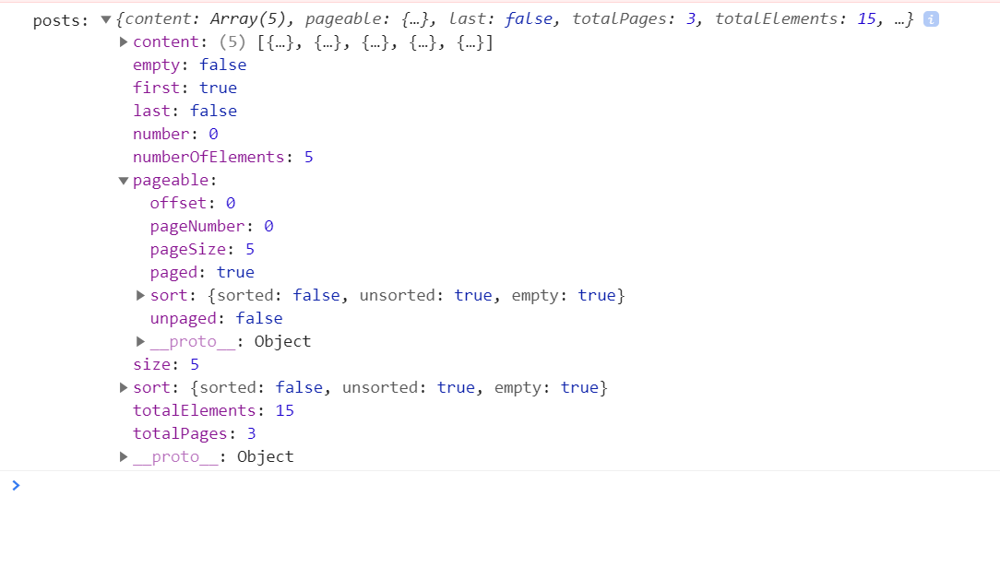 posts: ▼{content: Array(5), pageable: {…}, last: false, totalPages: 3, totalElements: 15, …} i
▶content: (5) [{…}, {…}, {…}, {…}, {…}]
empty: false
first: true
last: false
number: 0
numberOfElements: 5
▼pageable:
offset: 0
pageNumber: 0
pageSize: 5
paged: true
▶sort: {sorted: false, unsorted: true, empty: true}
unpaged: false
▶__proto__: Object
size: 5
▶sort: {sorted: false, unsorted: true, empty: true}
totalElements: 15
totalPages: 3
▶__proto__: Object
>